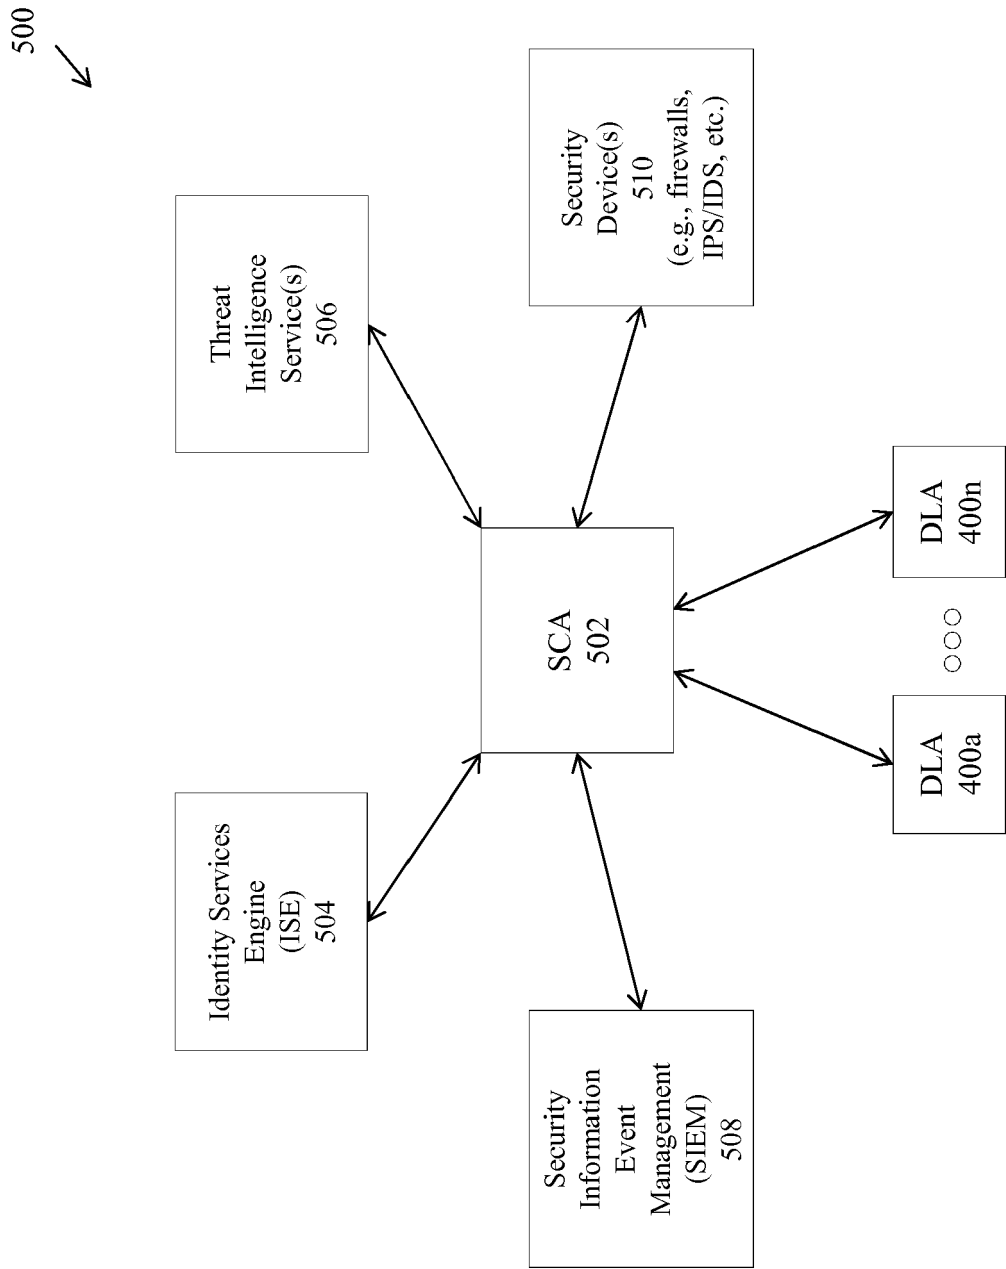 500
Identity Services
Engine
(ISE)
504
Threat
Intelligence
Service(s)
506
SCA
502
Security
Information
Event
Management
(SIEM)
508
Security
Device(s)
510
(e.g., firewalls,
IPS/IDS, etc.)
DLA
400a
DLA
400n